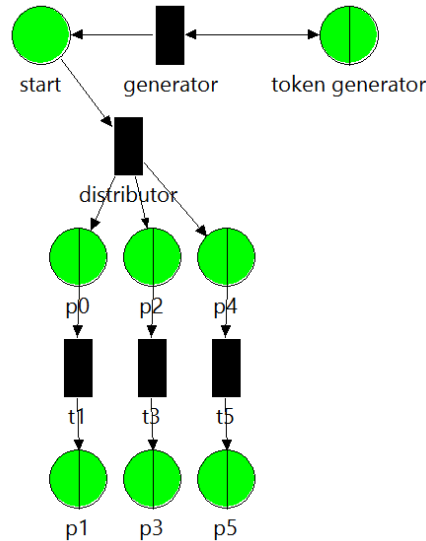 start generator token generator
distributor
p0 p2 p4
t1 t3 t5
p1 p3 p5